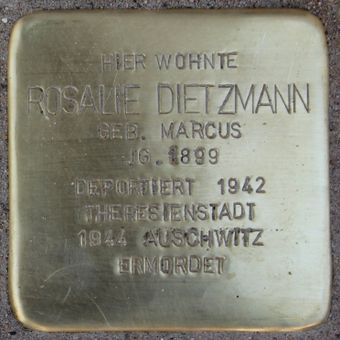 HIER WOHNTE
ROSALIE DIETZMANN
GEB. MARCUS
JG. 1899
DEPORTIERT 1942
THERESIENSTADT
1944 AUSCHWITZ
ERMORDET